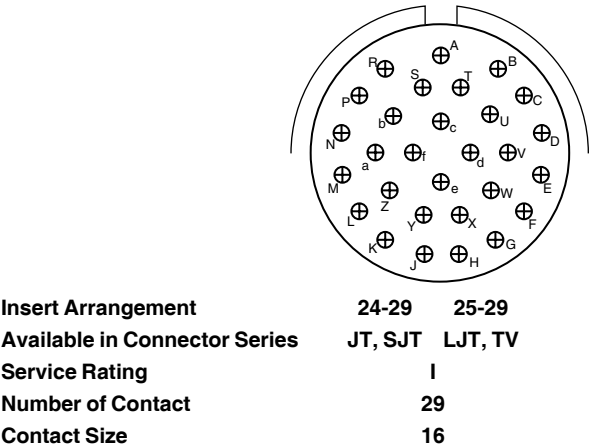 A
R B
S T
P C
b c U
N D
a f d V
M e E
Z W
L Y X F
K G
J H
Insert Arrangement 24-29 25-29
Available in Connector Series JT, SJT LJT, TV
Service Rating I
Number of Contact 29
Contact Size 16